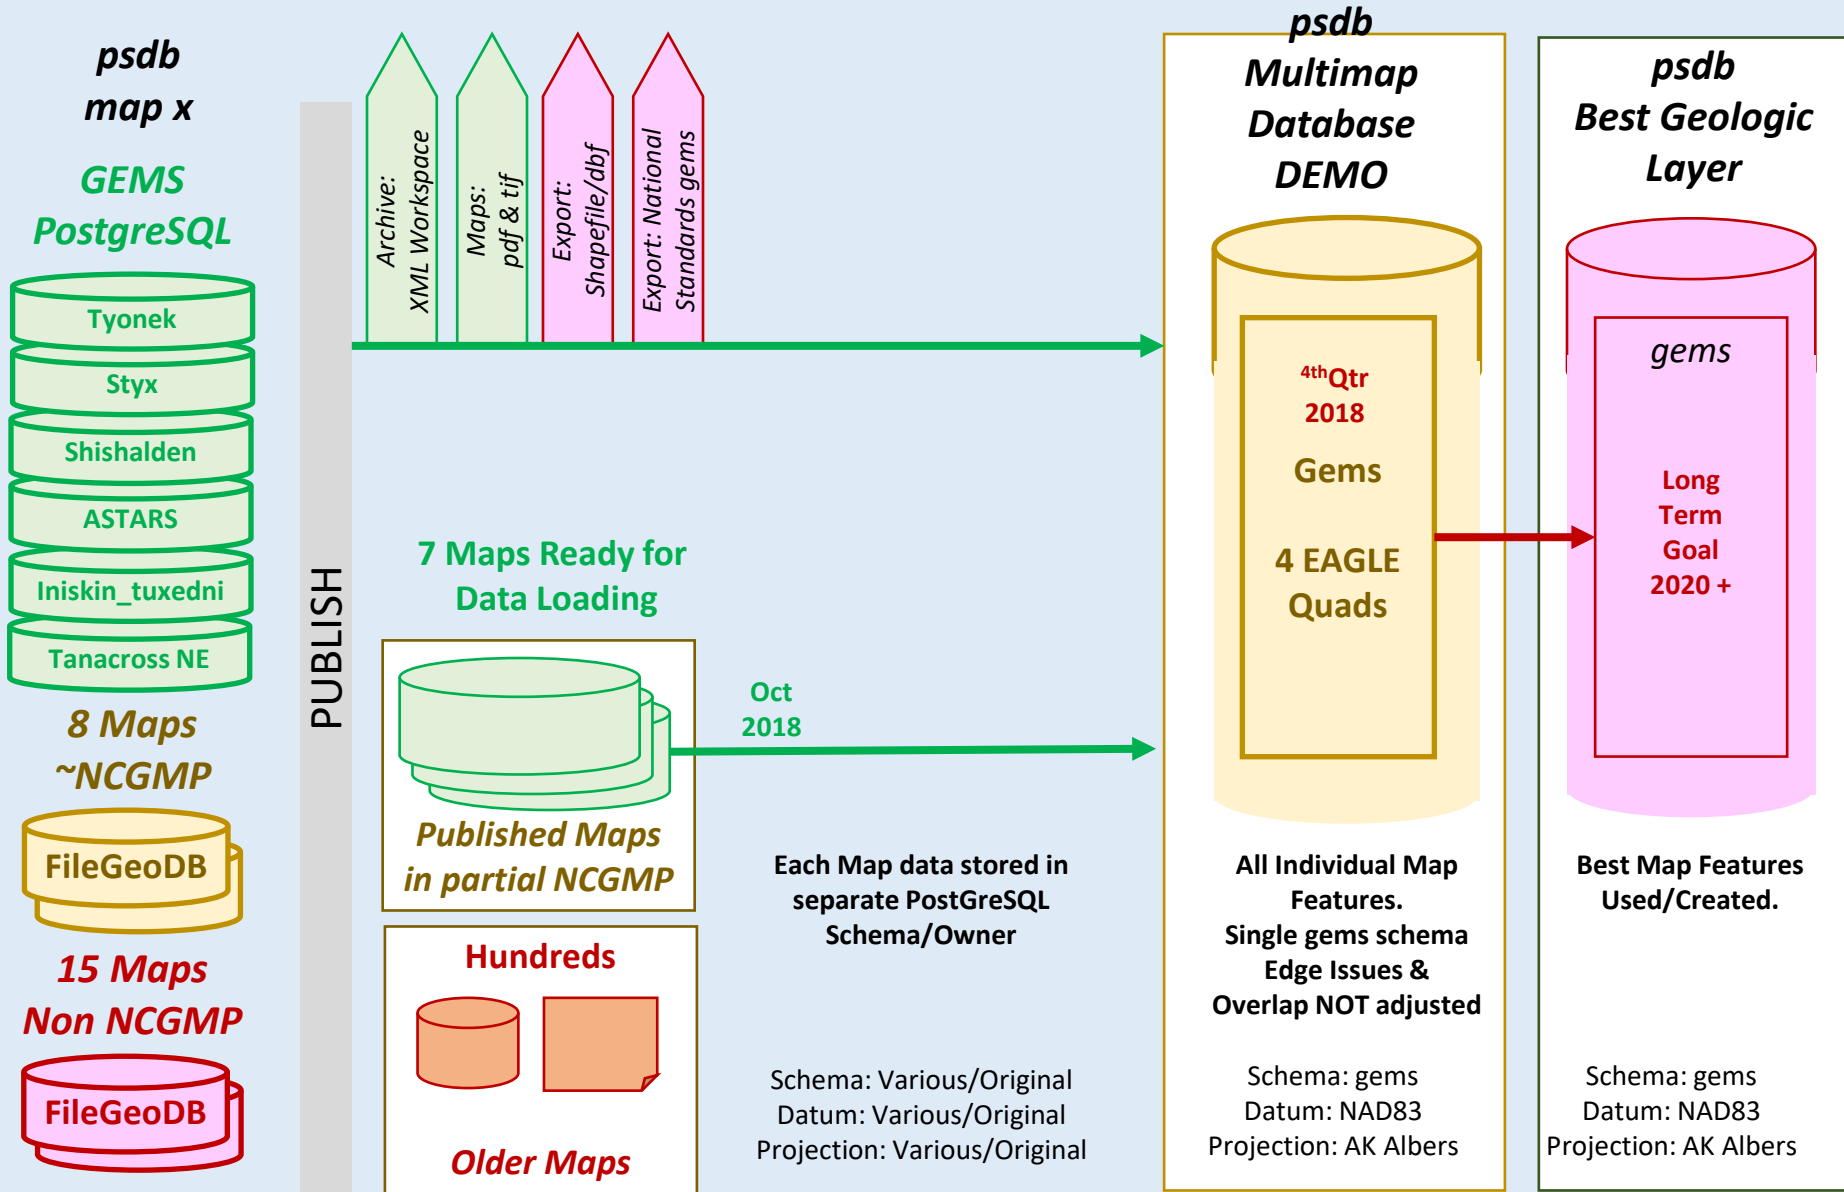 psdb
map x
GEMS
PostgreSQL
Tyonek
Styx
Shishalden
ASTARS
Iniskin_tuxedni
Tanacross NE
8 Maps
~NCGMP
FileGeoDB
15 Maps
Non NCGMP
FileGeoDB
PUBLISH
Archive:
XML Workspace
Maps:
pdf & tif
Export:
Shapefile/dbf
Export: National
Standards gems
7 Maps Ready for
Data Loading
Published Maps
in partial NCGMP
Oct
2018
Hundreds
Older Maps
Each Map data stored in
separate PostGreSQL
Schema/Owner
Schema: Various/Original
Datum: Various/Original
Projection: Various/Original
psdb
Multimap
Database
DEMO
4thQtr
2018
Gems
4 EAGLE
Quads
All Individual Map
Features.
Single gems schema
Edge Issues &
Overlap NOT adjusted
Schema: gems
Datum: NAD83
Projection: AK Albers
psdb
Best Geologic
Layer
gems
Long
Term
Goal
2020 +
Best Map Features
Used/Created.
Schema: gems
Datum: NAD83
Projection: AK Albers